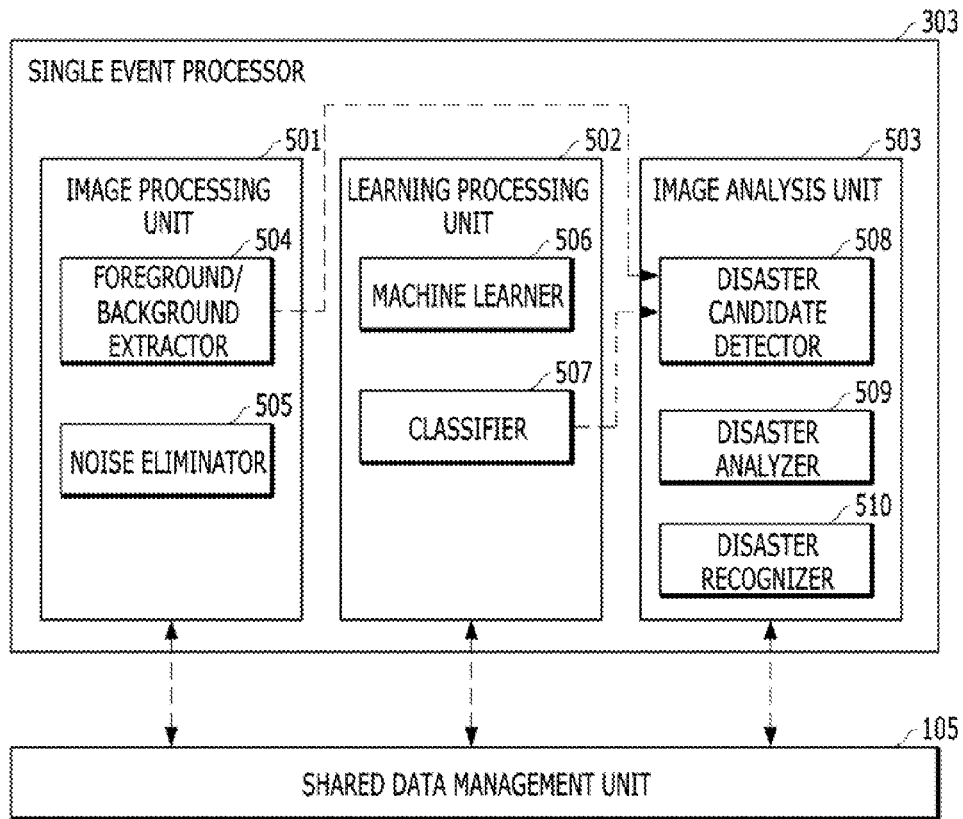 303
SINGLE EVENT PROCESSOR
501
IMAGE PROCESSING
UNIT
504
FOREGROUND/
BACKGROUND
EXTRACTOR
505
NOISE ELIMINATOR
502
LEARNING PROCESSING
UNIT
506
MACHINE LEARNER
507
CLASSIFIER
503
IMAGE ANALYSIS UNIT
508
DISASTER
CANDIDATE
DETECTOR
509
DISASTER
ANALYZER
510
DISASTER
RECOGNIZER
105
SHARED DATA MANAGEMENT UNIT